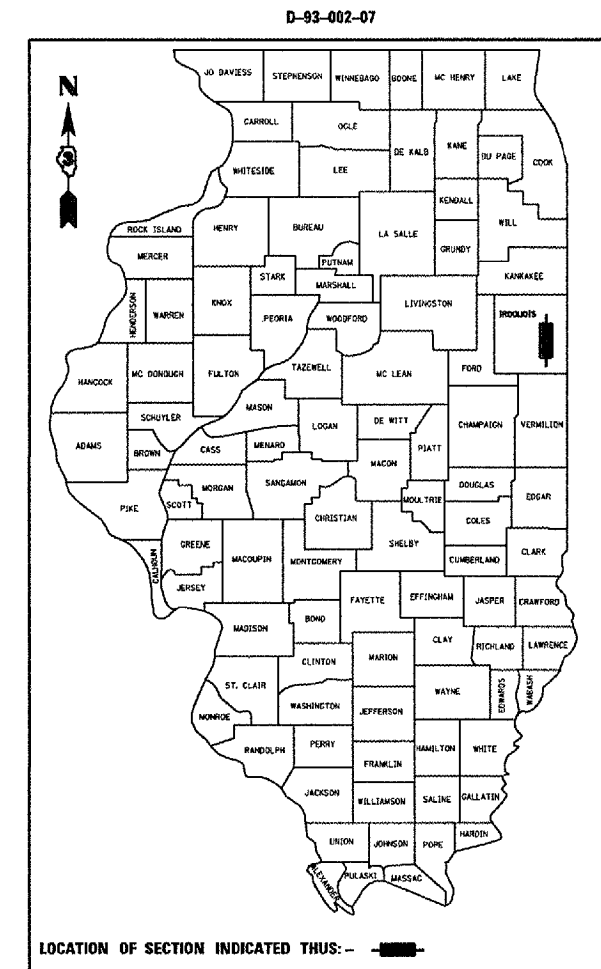 D-93-002-07
JO DAVIESS STEPHENSON WINNEBAGO BOONE MC HENRY LAKE
N
CARROLL OGLE
DE KALB KANE DU PAGE COOK
WHITESIDE LEE
KENDALL
ROCK ISLAND HENRY BUREAU LA SALLE WILL
MERCER GRUNDY
PUTNAM
STARK KANKAKEE
MARSHALL
HENDERSON WARREN KNOX PEORIA WOODFORD LIVINGSTON IROQUOIS
HANCOCK MC DONOUGH FULTON TAZEWELL MC LEAN FORD
MASON
SCHUYLER DE WITT
ADAMS LOGAN CHAMPAIGN VERMILION
BROWN CASS MENARD PIATT
MACON
PIKE MORGAN SANGAMON DOUGLAS
SCOTT MOULTRIE EDGAR
CHRISTIAN COLES
GREENE SHELBY
CALHOUN MACOUPIN MONTGOMERY CUMBERLAND CLARK
JERSEY
FAYETTE EFFINGHAM JASPER CRAWFORD
MADISON BOND
CLAY RICHLAND LAWRENCE
CLINTON MARION
ST. CLAIR WAYNE EDWARDS WABASH
WASHINGTON JEFFERSON
MONROE
RANDOLPH PERRY HAMILTON WHITE
FRANKLIN
JACKSON WILLIAMSON SALINE GALLATIN
UNION JOHNSON POPE HARDIN
ALEXANDER PULASKI MASSAC
LOCATION OF SECTION INDICATED THUS: -